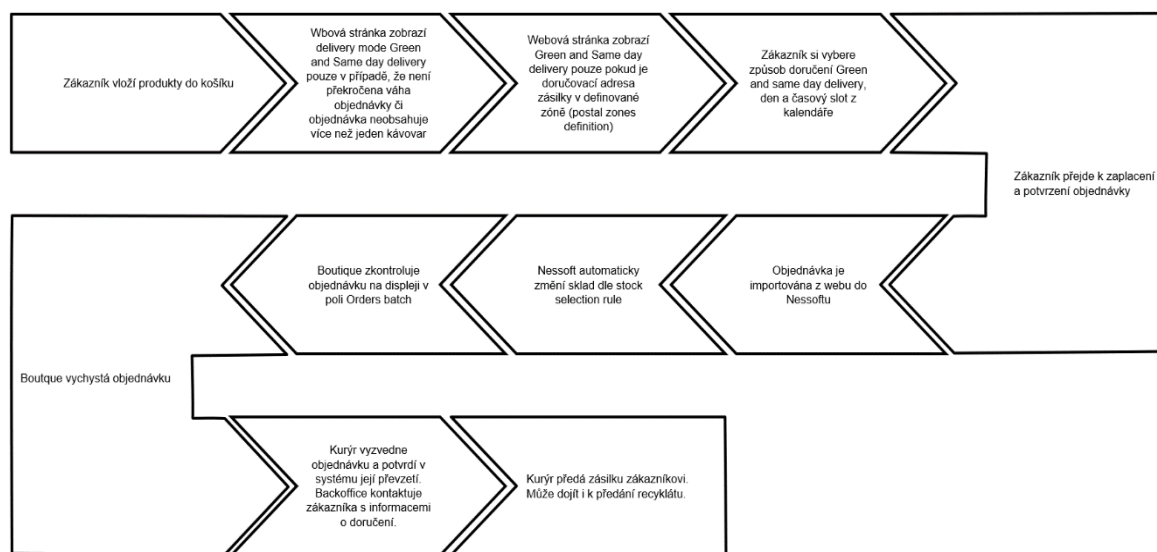 Zákazník vloží produkty do košíku
Wbová stránka zobrazí
delivery mode Green
and Same day delivery
pouze v případě, že není
překročena váha
objednávky či
objednávka neobsahuje
více než jeden kávovar
Webová stránka zobrazí
Green and Same day
delivery pouze pokud je
doručovací adresa
zásilky v definované
zóně (postal zones
definition)
Zákazník si vybere
způsob doručení Green
and same day delivery,
den a časový slot z
kalendáře
Zákazník přejde k zaplacení
a potvrzení objednávky
Objednávka je
importována z webu do
Nessoftu
Nessoft automaticky
změní sklad dle stock
selection rule
Boutique zkontroluje
objednávku na displeji v
poli Orders batch
Boutque vychystá objednávku
Kurýr vyzvedne
objednávku a potvrdí v
systému její převzetí.
Backoffice kontaktuje
zákazníka s informacemi
o doručení.
Kurýr předá zásilku zákazníkovi.
Může dojít i k předání recyklátu.